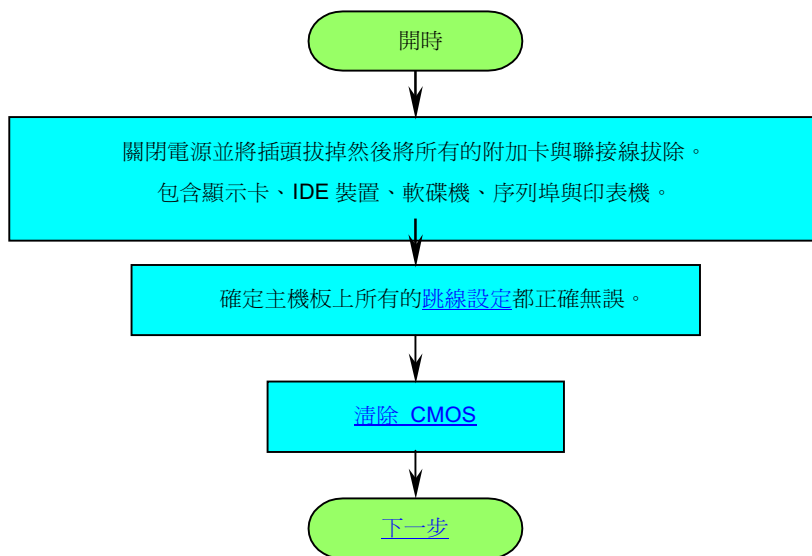 開時
關閉電源並將插頭拔掉然後將所有的附加卡與聯接線拔除。
包含顯示卡、IDE 裝置、軟碟機、序列埠與印表機。
確定主機板上所有的跳線設定都正確無誤。
清除 CMOS
下一步